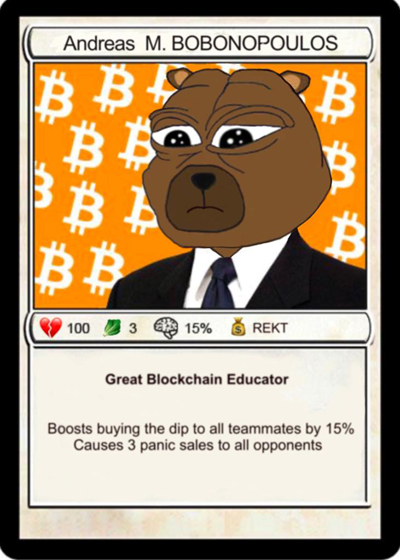 Andreas M. BOBONOPOULOS
💔 100 3 15% REKT
Great Blockchain Educator
Boosts buying the dip to all teammates by 15%
Causes 3 panic sales to all opponents